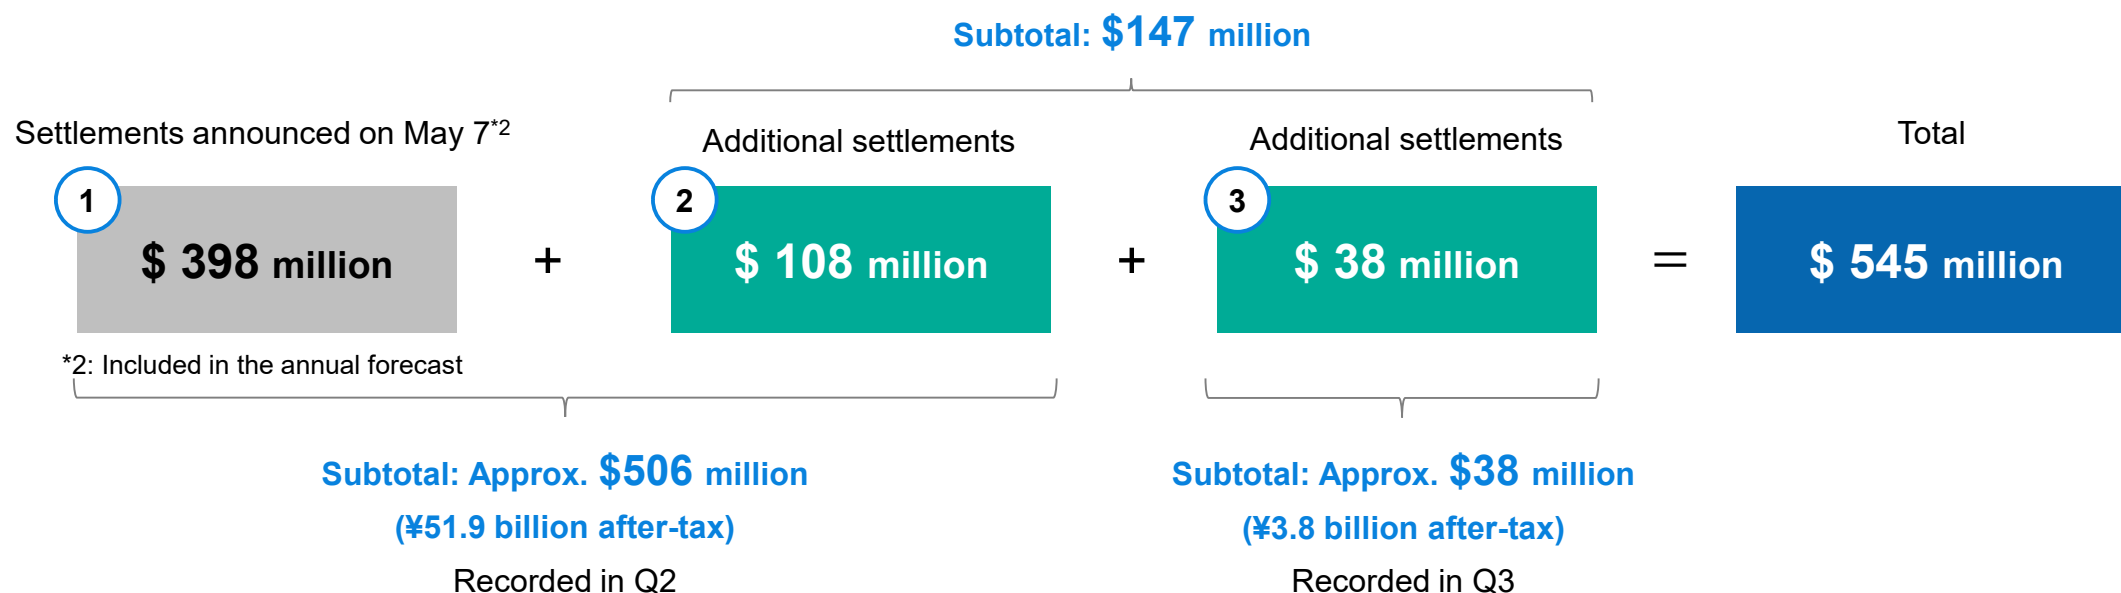 Subtotal: $147 million
Settlements announced on May 7*2
Additional settlements
Additional settlements
Total
1
$ 398 million
+
2
$ 108 million
+
3
$ 38 million
=
$ 545 million
*2: Included in the annual forecast
Subtotal: Approx. $506 million
(¥51.9 billion after-tax)
Recorded in Q2
Subtotal: Approx. $38 million
(¥3.8 billion after-tax)
Recorded in Q3